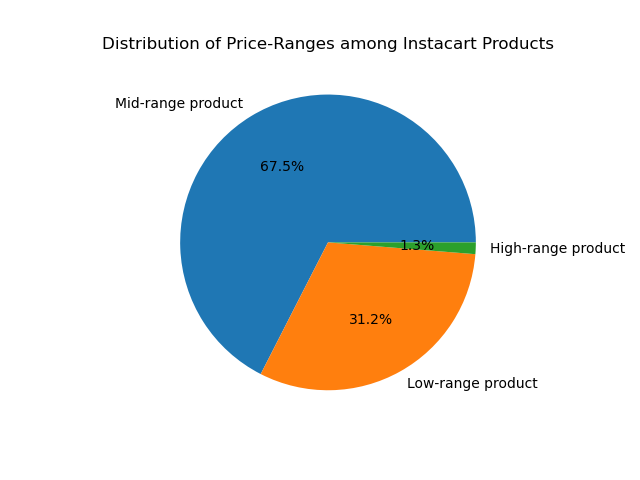 Distribution of Price-Ranges among Instacart Products
Mid-range product
67.5%
1.3%
High-range product
31.2%
Low-range product